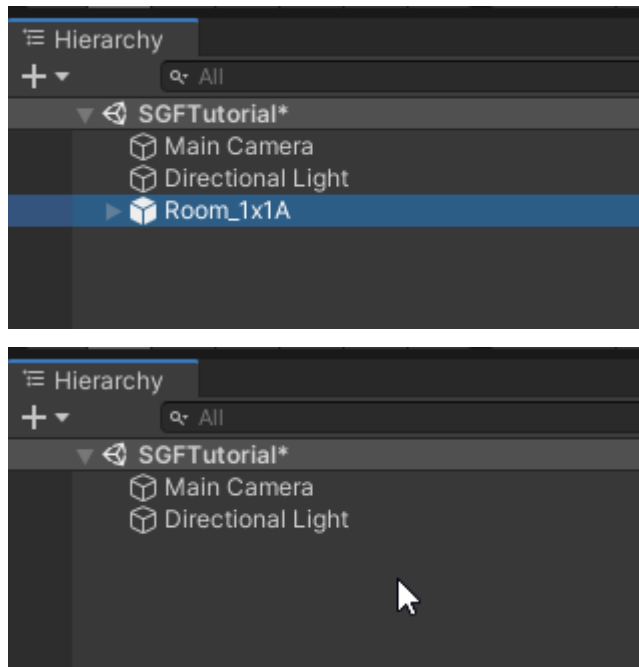 Hierarchy
All
SGFTutorial*
Main Camera
Directional Light
Room_1x1A
Hierarchy
All
SGFTutorial*
Main Camera
Directional Light